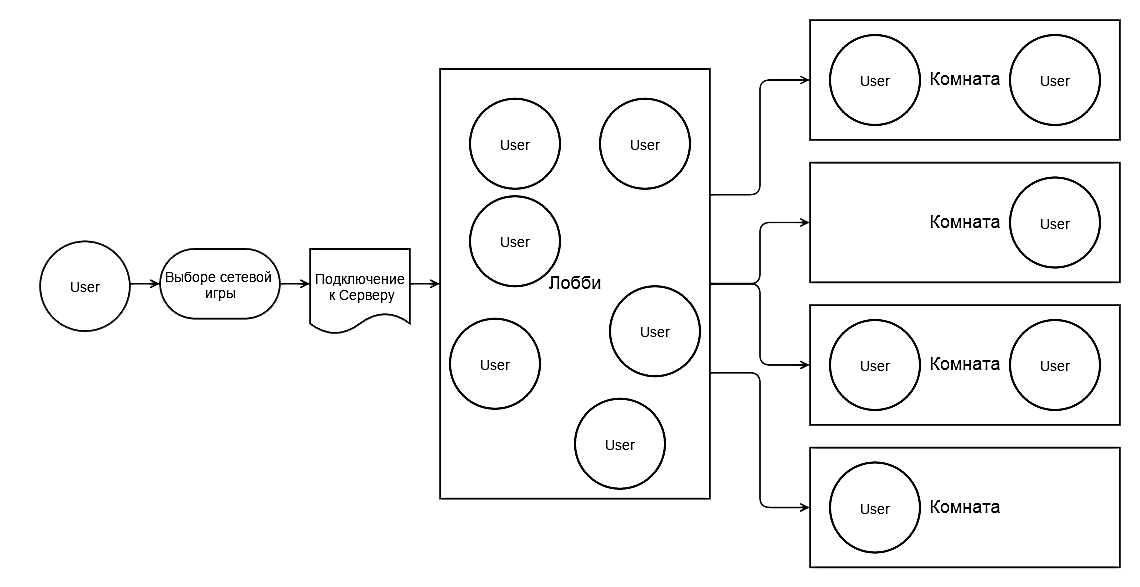 User
Выборе сетевой
игры
Подключение
к Серверу
User
User
User
Лобби
User
User
User
User
Комната
User
Комната
User
User
Комната
User
User
Комната